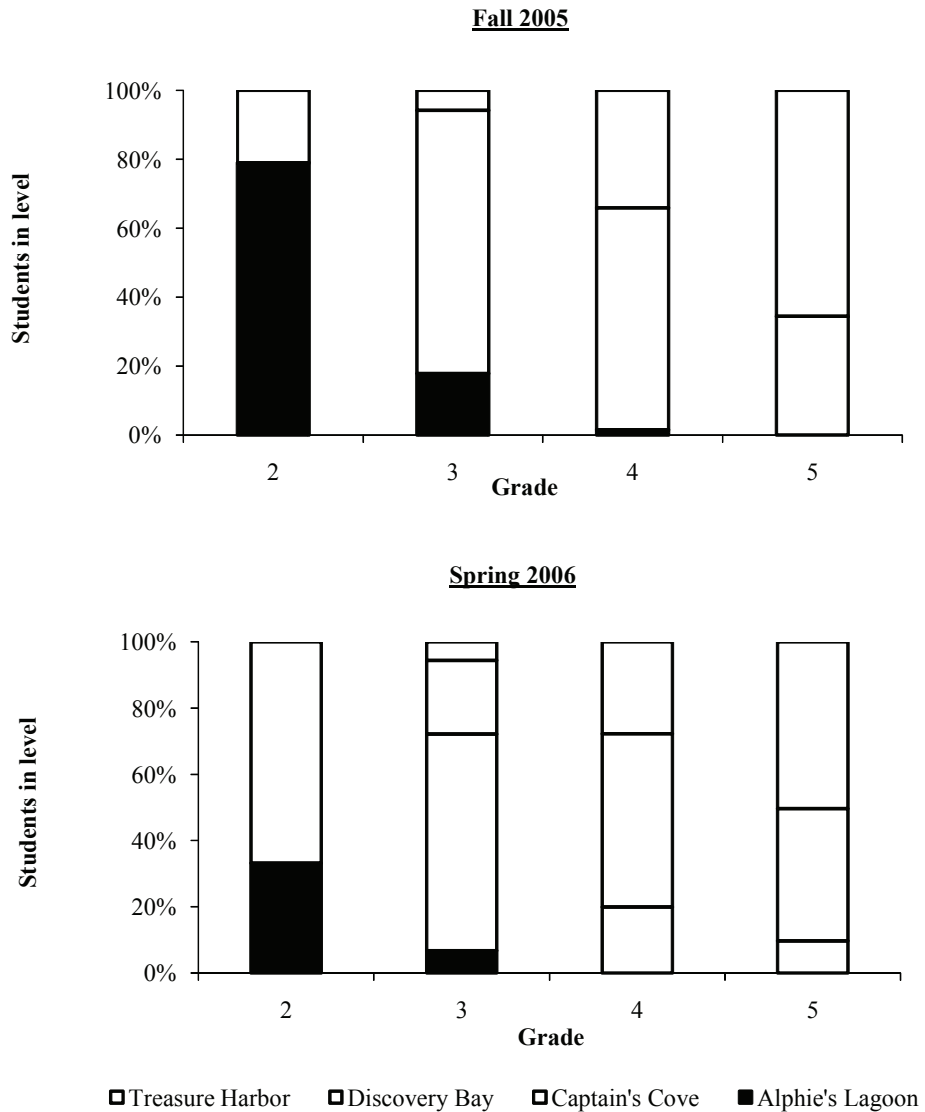 Fall 2005
Students in level
100%
80%
60%
40%
20%
0%
2 3 4 5
Grade
Spring 2006
Students in level
100%
80%
60%
40%
20%
0%
2 3 4 5
Grade
Treasure Harbor Discovery Bay Captain's Cove Alphie's Lagoon